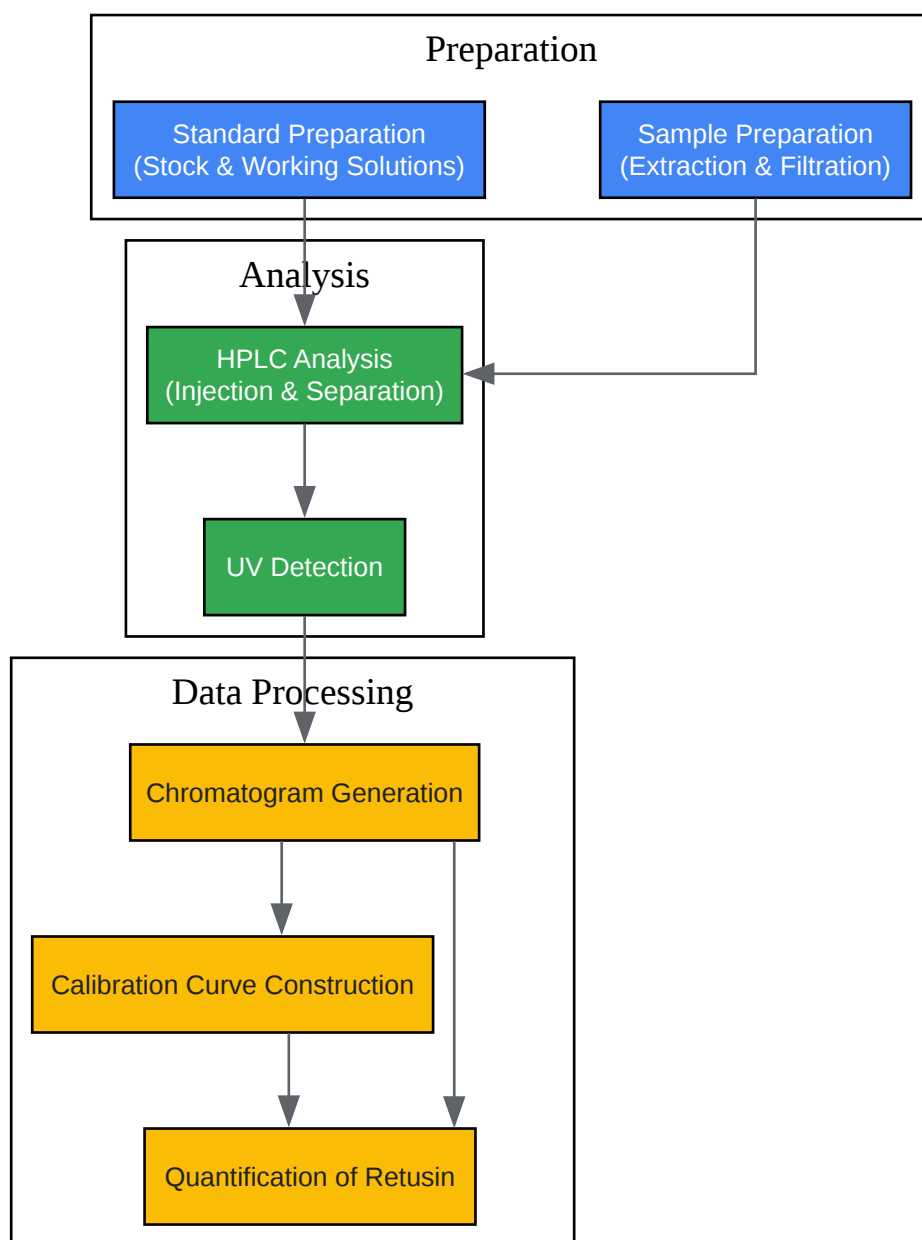 Preparation
Standard Preparation
(Stock & Working Solutions)
Sample Preparation
(Extraction & Filtration)
Analysis
HPLC Analysis
(Injection & Separation)
UV Detection
Data Processing
Chromatogram Generation
Calibration Curve Construction
Quantification of Retusin